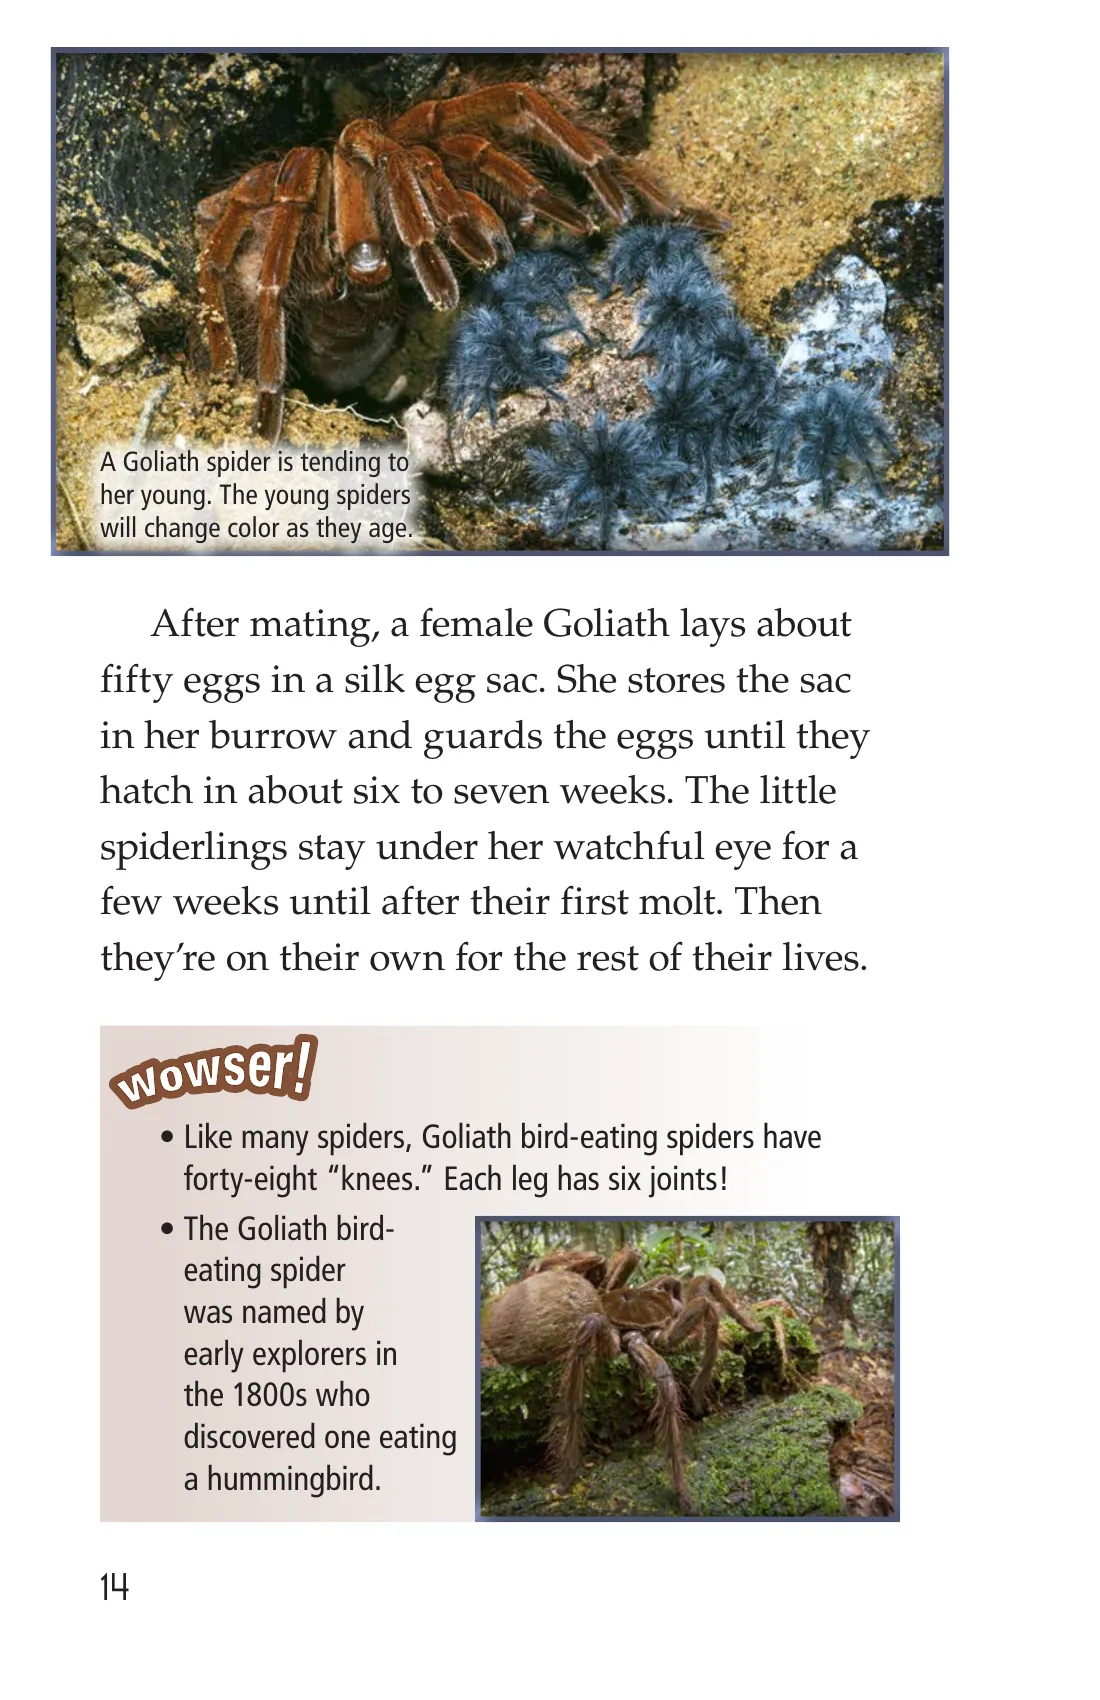 A Goliath spider is tending to
her young. The young spiders
will change color as they age.
After mating, a female Goliath lays about
fifty eggs in a silk egg sac. She stores the sac
in her burrow and guards the eggs until they
hatch in about six to seven weeks. The little
spiderlings stay under her watchful eye for a
few weeks until after their first molt. Then
they’re on their own for the rest of their lives.
Wowser!
• Like many spiders, Goliath bird-eating spiders have
forty-eight “knees.” Each leg has six joints!
• The Goliath bird-
eating spider
was named by
early explorers in
the 1800s who
discovered one eating
a hummingbird.
14